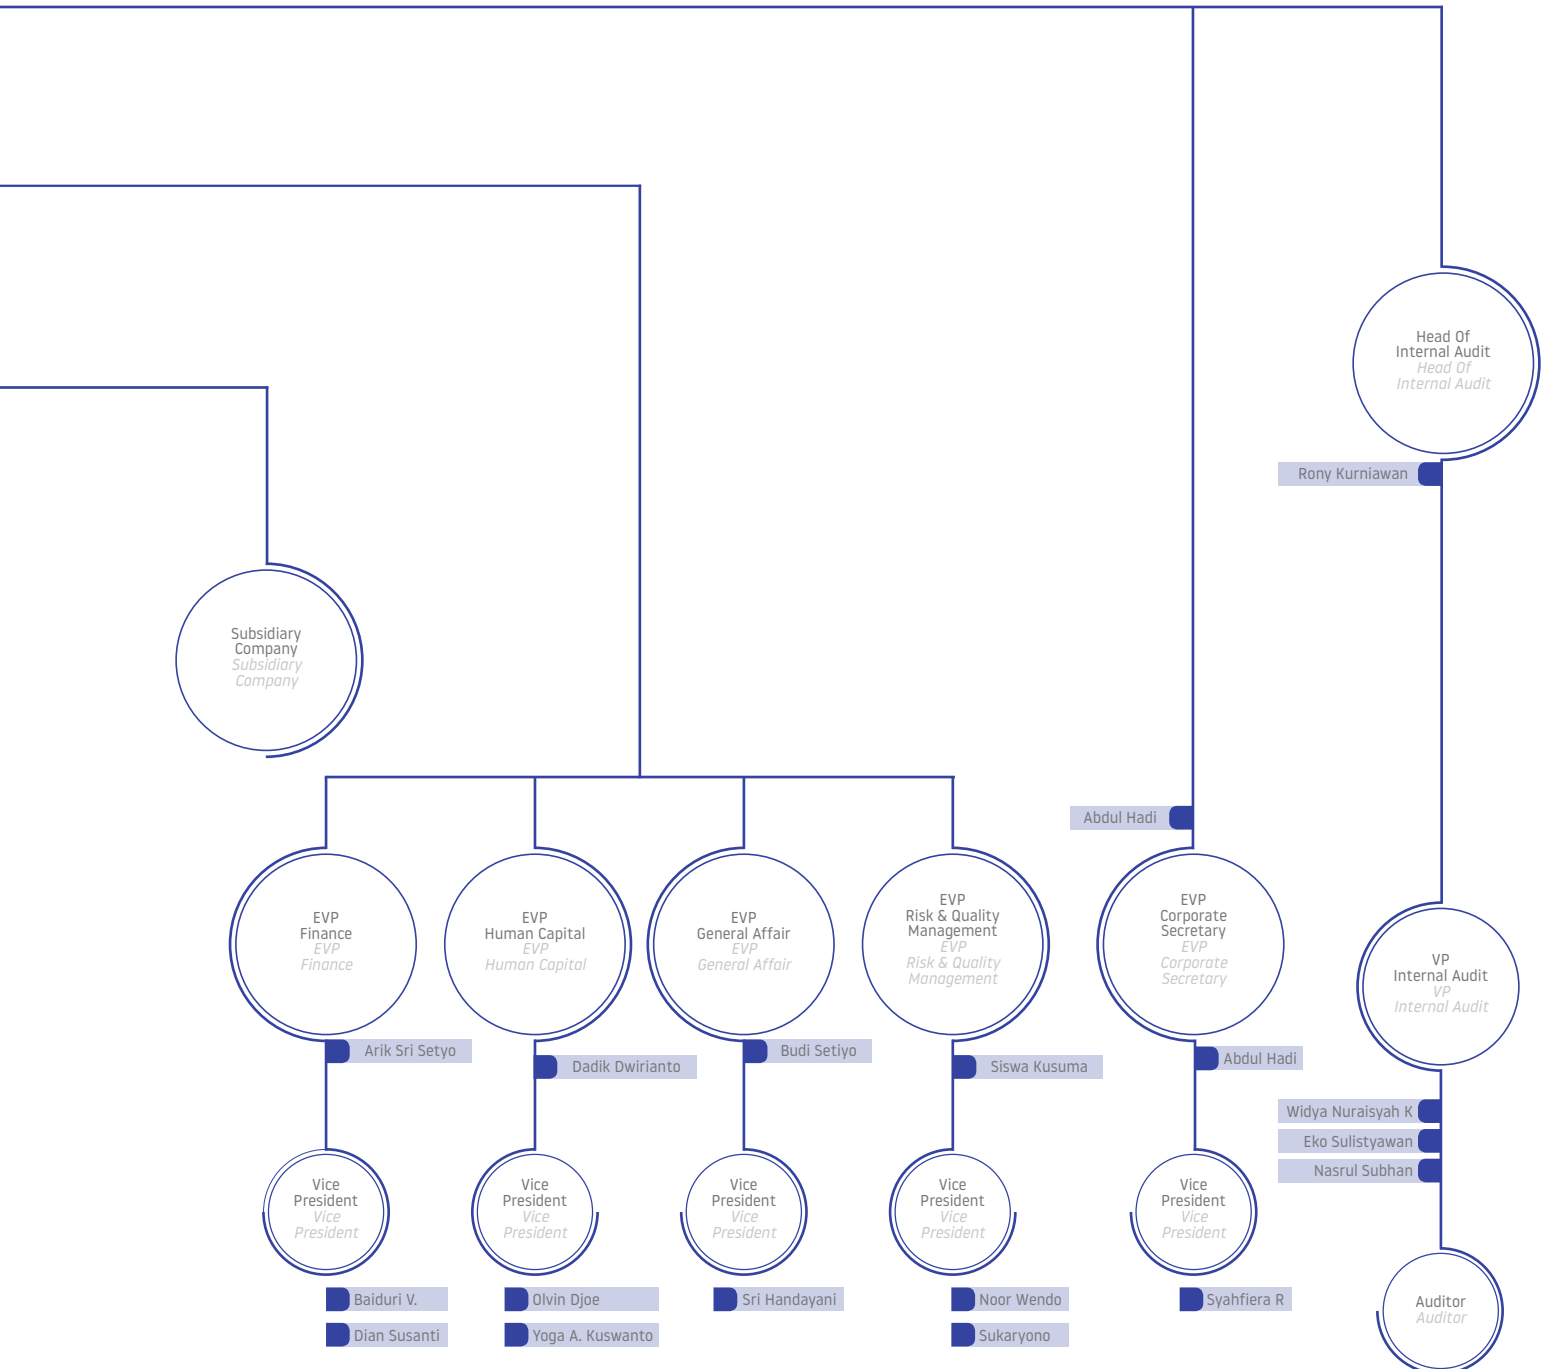 Head Of
Internal Audit
Head Of
Internal Audit
Rony Kurniawan
Subsidiary
Company
Subsidiary
Company
Abdul Hadi
EVP
Finance
EVP
Finance
EVP
Human Capital
EVP
Human Capital
EVP
General Affair
EVP
General Affair
EVP
Risk & Quality
Management
EVP
Risk & Quality
Management
EVP
Corporate
Secretary
EVP
Corporate
Secretary
VP
Internal Audit
VP
Internal Audit
Arik Sri Setyo
Dadik Dwirianto
Budi Setiyo
Siswa Kusuma
Abdul Hadi
Widya Nuraisyah K
Eko Sulistyawan
Nasrul Subhan
Vice
President
Vice
President
Vice
President
Vice
President
Vice
President
Vice
President
Vice
President
Vice
President
Vice
President
Vice
President
Baiduri V.
Dian Susanti
Olvin Djoe
Yoga A. Kuswanto
Sri Handayani
Noor Wendo
Sukaryono
Syahfiera R
Auditor
Auditor